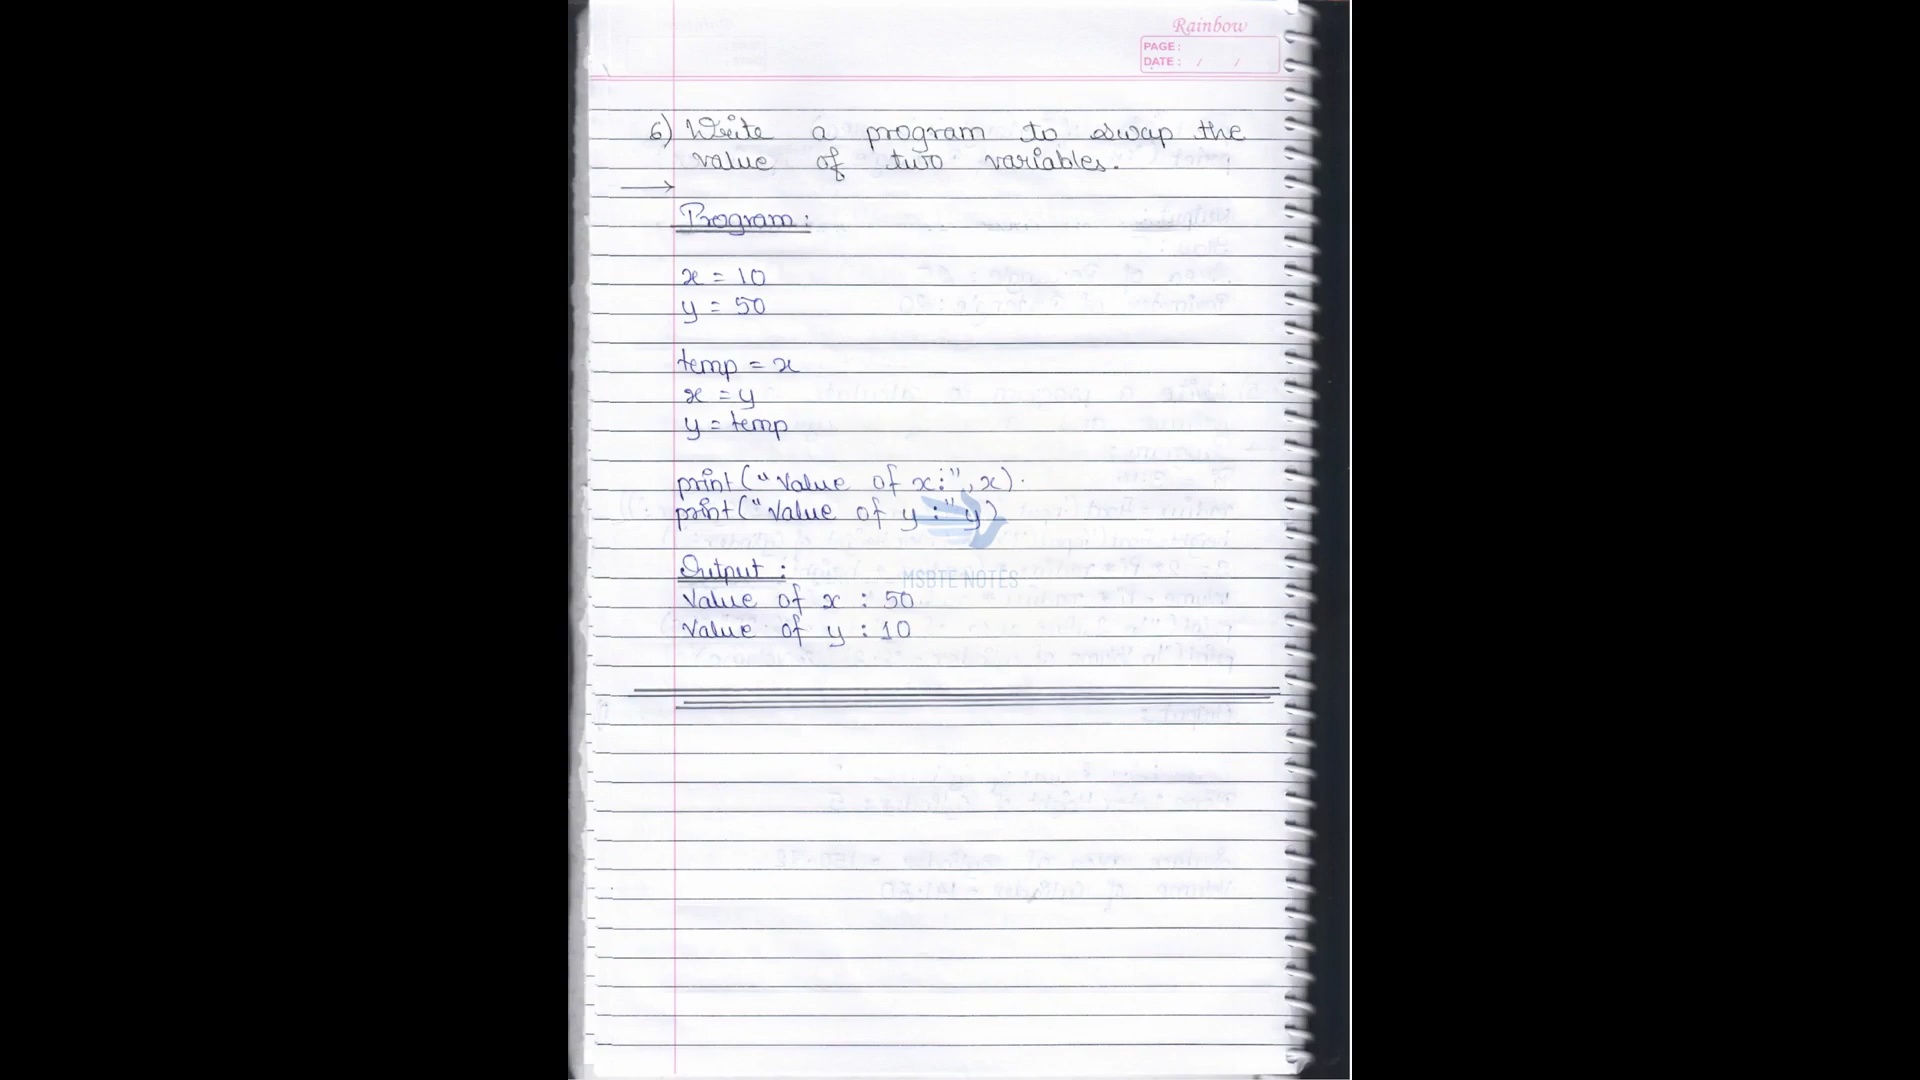 Rainbow
PAGE:
DATE: / /
6) Write a program to swap the
value of two variables.
Program:
x = 10
y = 50
temp = x
x = y
y = temp
print("Value of x:", x).
print("Value of y:" y)
MSBTE NOTES
Output:
Value of x : 50
Value of y : 10